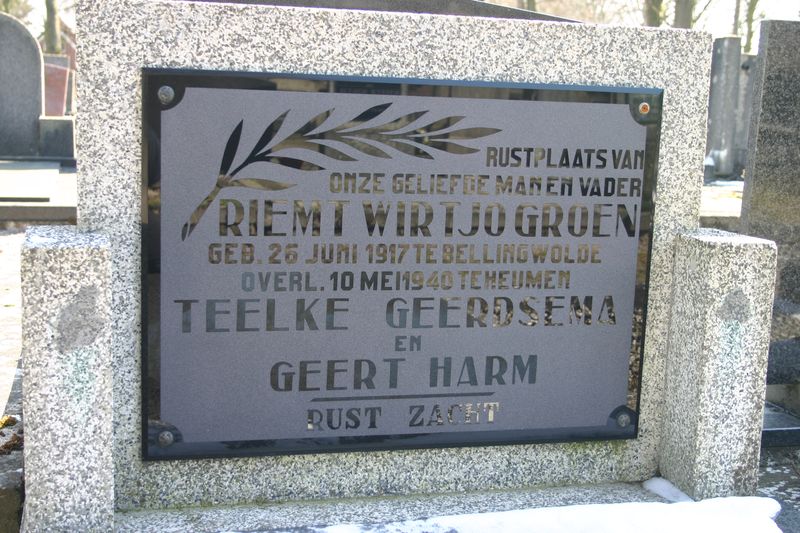 RUSTPLAATS VAN
ONZE GELIEFDE MAN EN VADER
RIEMT WIRTJO GROEN
GEB. 26 JUNI 1917 TE BELLINGWOLDE
OVERL. 10 MEI 1940 TE HEUMEN
TEELKE GEERDSEMA
EN
GEERT HARM
RUST ZACHT